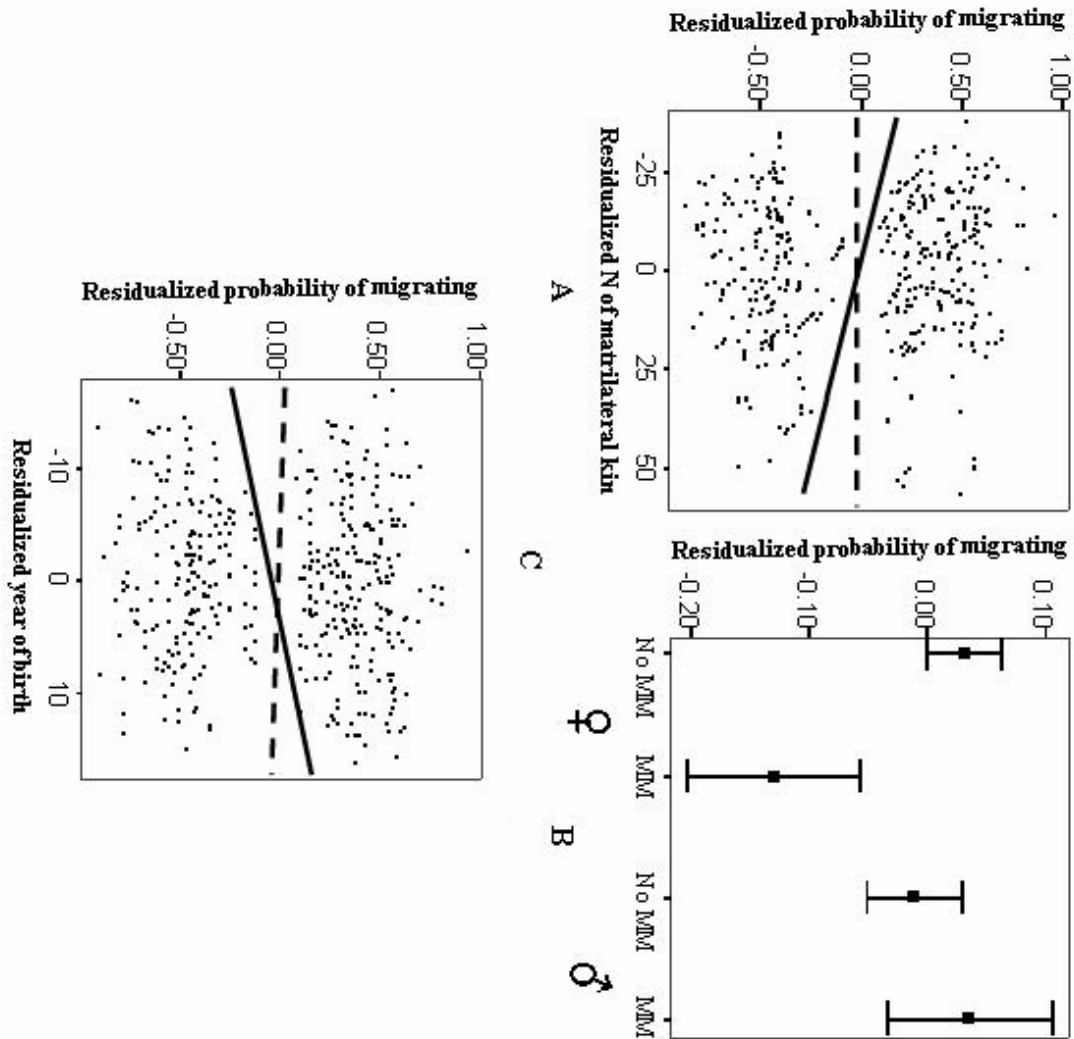 Residualized probability of migrating
1.00
0.50
0.00
-0.50
-25
0
25
50
Residualized N of matrilateral kin
A
Residualized probability of migrating
0.10
0.00
-0.10
-0.20
No MM
MM
No MM
MM
♀
♂
B
Residualized probability of migrating
1.00
0.50
0.00
-0.50
-10
0
10
Residualized year of birth
C